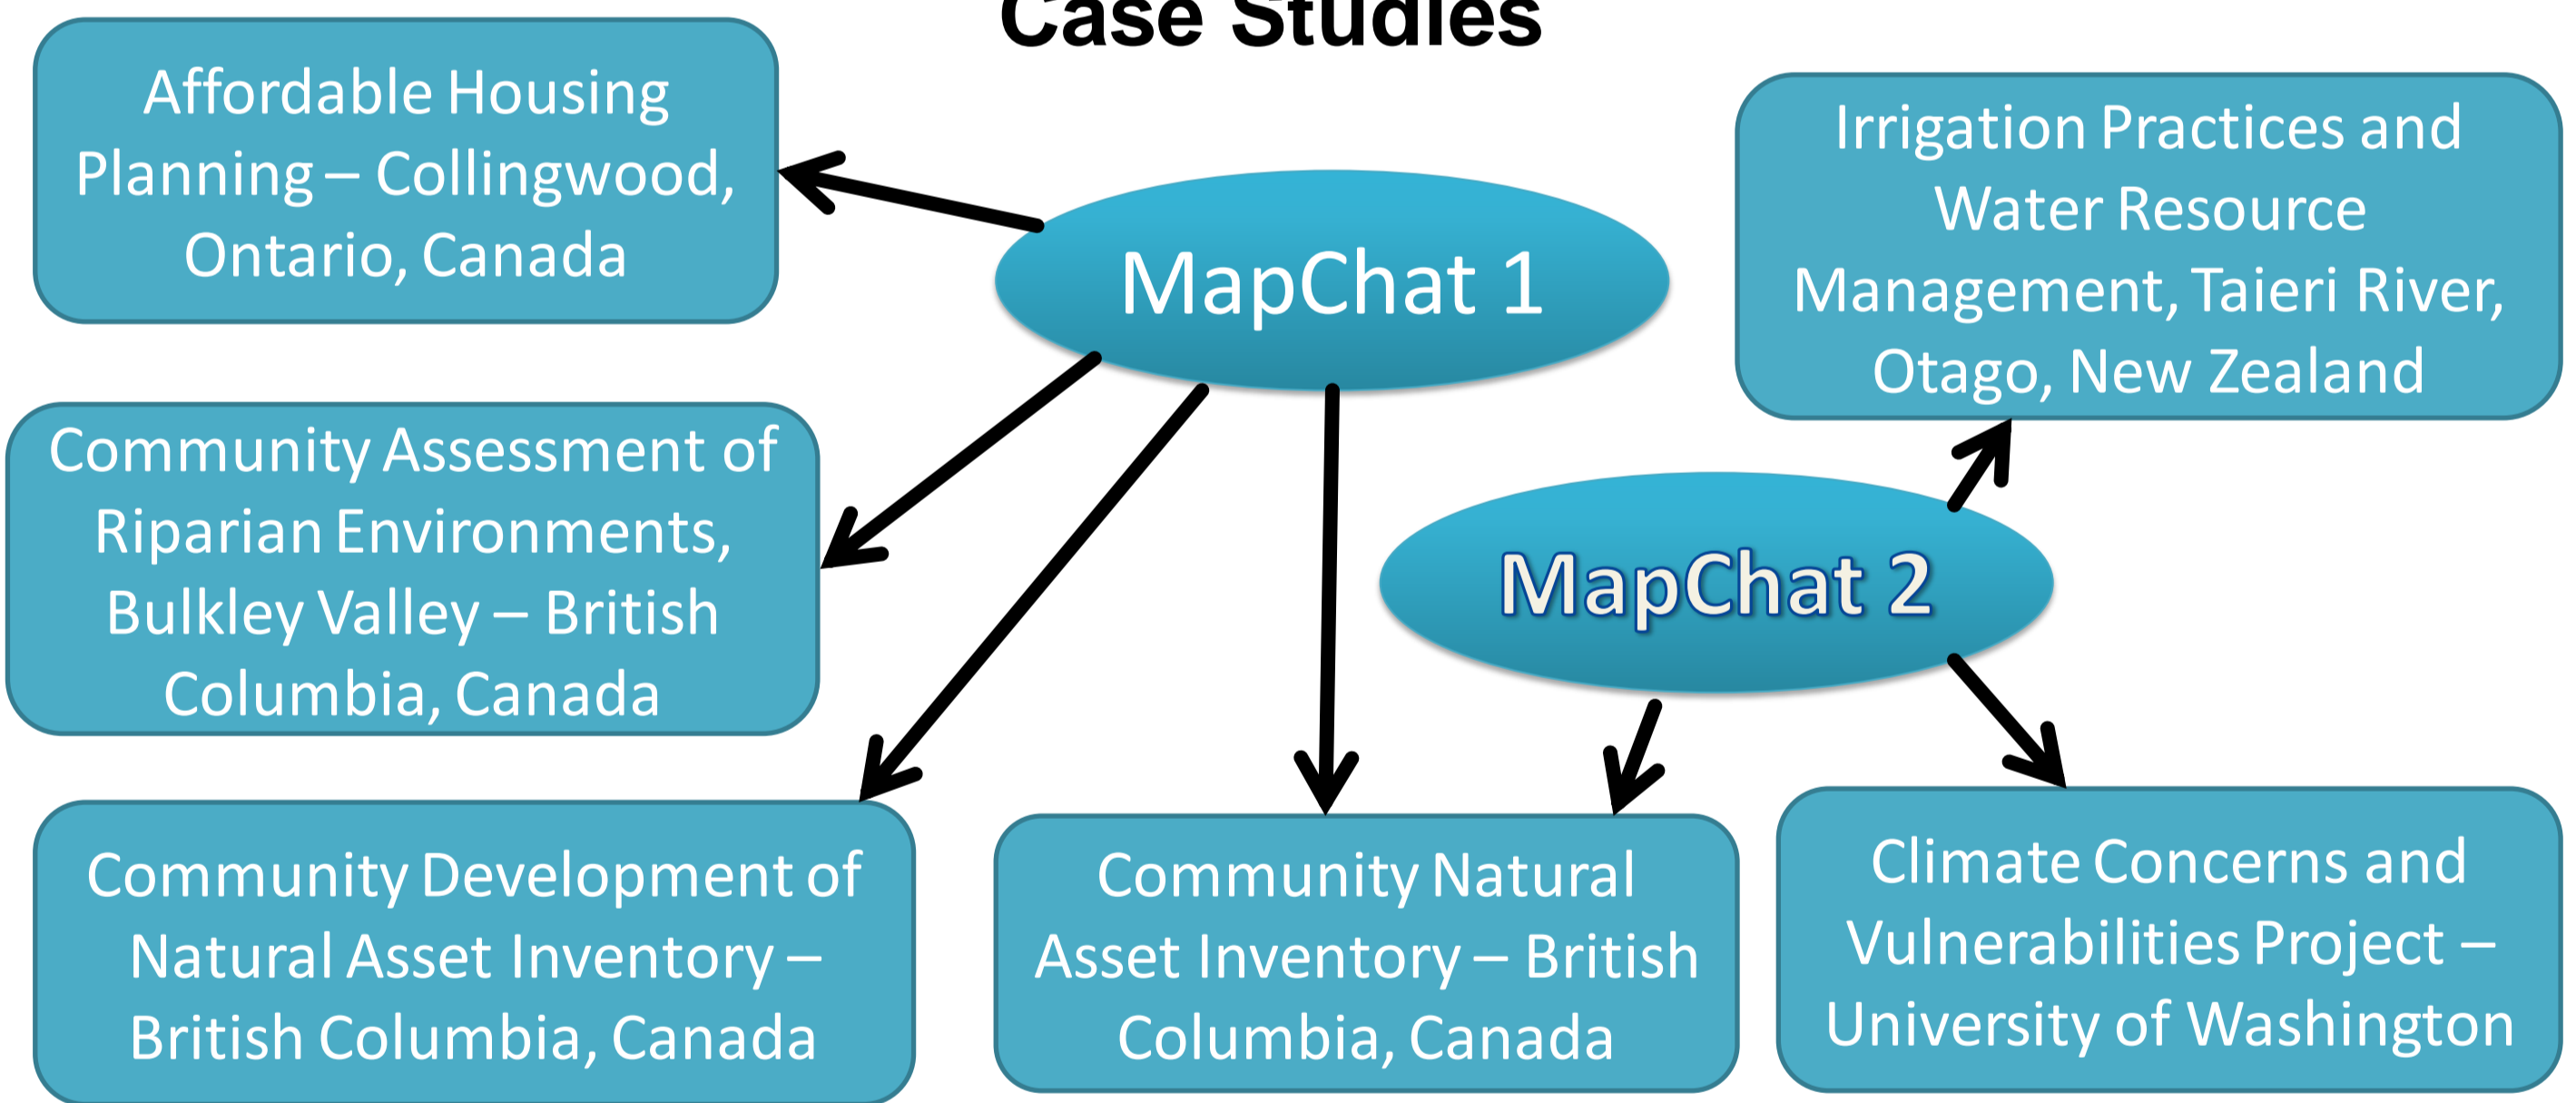 Case Studies
Affordable Housing
Planning – Collingwood,
Ontario, Canada
MapChat 1
Irrigation Practices and
Water Resource
Management, Taieri River,
Otago, New Zealand
Community Assessment of
Riparian Environments,
Bulkley Valley – British
Columbia, Canada
MapChat 2
Community Development of
Natural Asset Inventory –
British Columbia, Canada
Community Natural
Asset Inventory – British
Columbia, Canada
Climate Concerns and
Vulnerabilities Project –
University of Washington